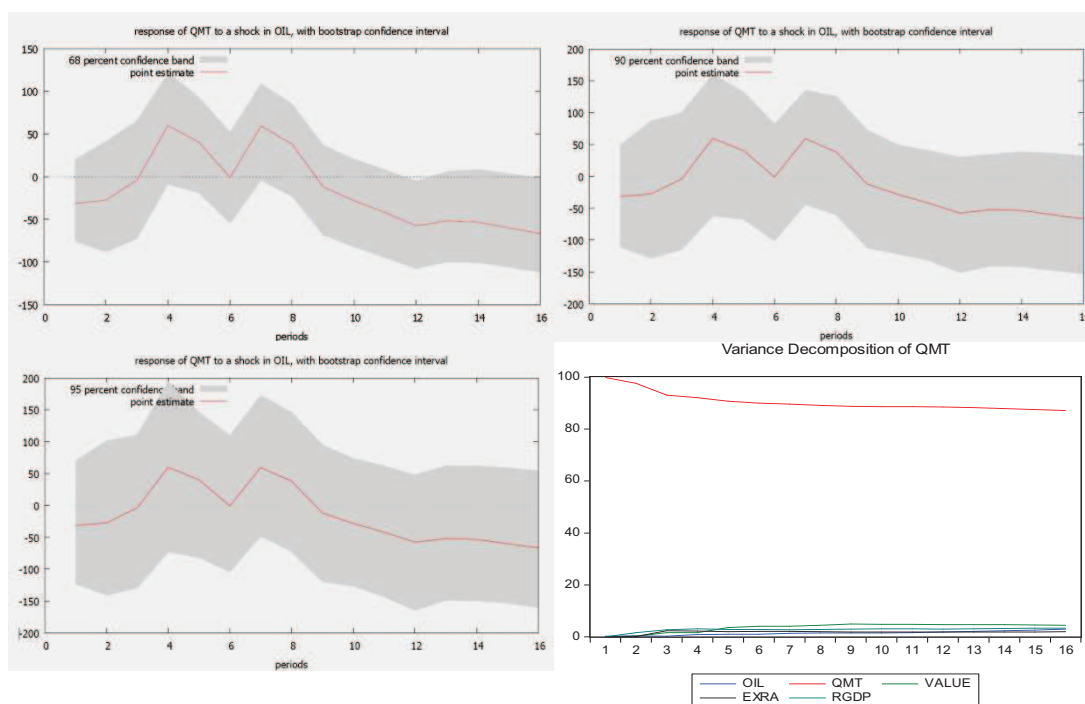 response of QMT to a shock in OIL, with bootstrap confidence interval
150
68 percent confidence band
point estimate
100
50
0
-50
-100
-150
0 2 4 6 8 10 12 14 16
periods
response of QMT to a shock in OIL, with bootstrap confidence interval
200
90 percent confidence band
point estimate
150
100
50
0
-50
-100
-150
-200
0 2 4 6 8 10 12 14 16
periods
response of QMT to a shock in OIL, with bootstrap confidence interval
200
95 percent confidence band
point estimate
150
100
50
0
-50
-100
-150
-200
0 2 4 6 8 10 12 14 16
periods
Variance Decomposition of QMT
100
80
60
40
20
0
1 2 3 4 5 6 7 8 9 10 11 12 13 14 15 16
OIL QMT VALUE
EXRA RGDP